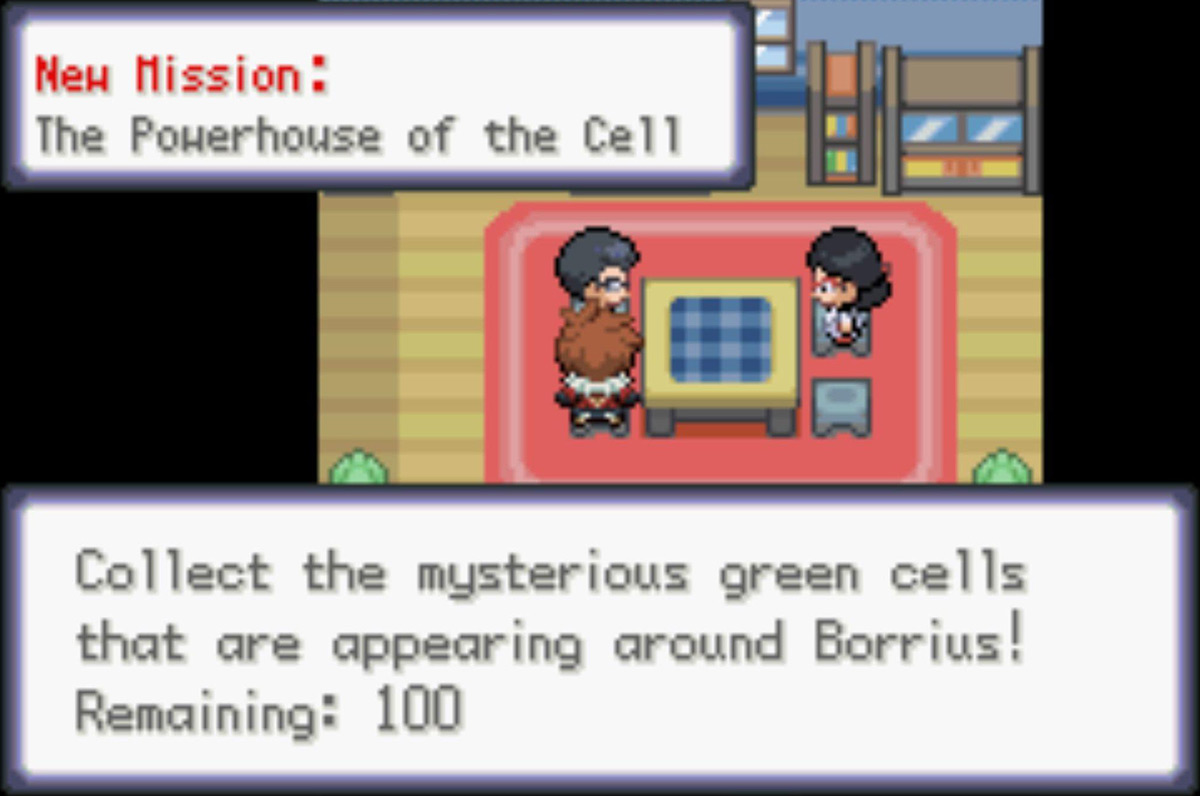 New Mission:
The Powerhouse of the Cell
Collect the mysterious green cells
that are appearing around Borrius!
Remaining: 100